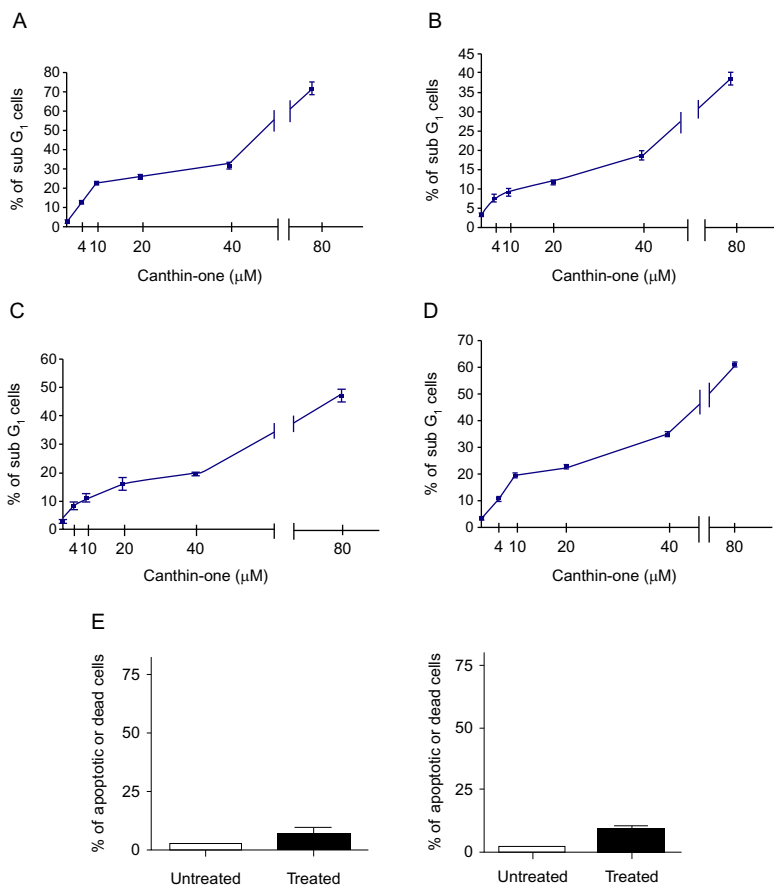 A
% of sub G1 cells
80
70
60
50
40
30
20
10
0
4 10 20 40 80
Canthin-one (μM)
B
% of sub G1 cells
45
40
35
30
25
20
15
10
5
0
4 10 20 40 80
Canthin-one (μM)
C
% of sub G1 cells
60
50
40
30
20
10
0
4 10 20 40 80
Canthin-one (μM)
D
% of sub G1 cells
70
60
50
40
30
20
10
0
4 10 20 40 80
Canthin-one (μM)
E
% of apoptotic or dead cells
75
50
25
0
Untreated Treated
% of apoptotic or dead cells
75
50
25
0
Untreated Treated